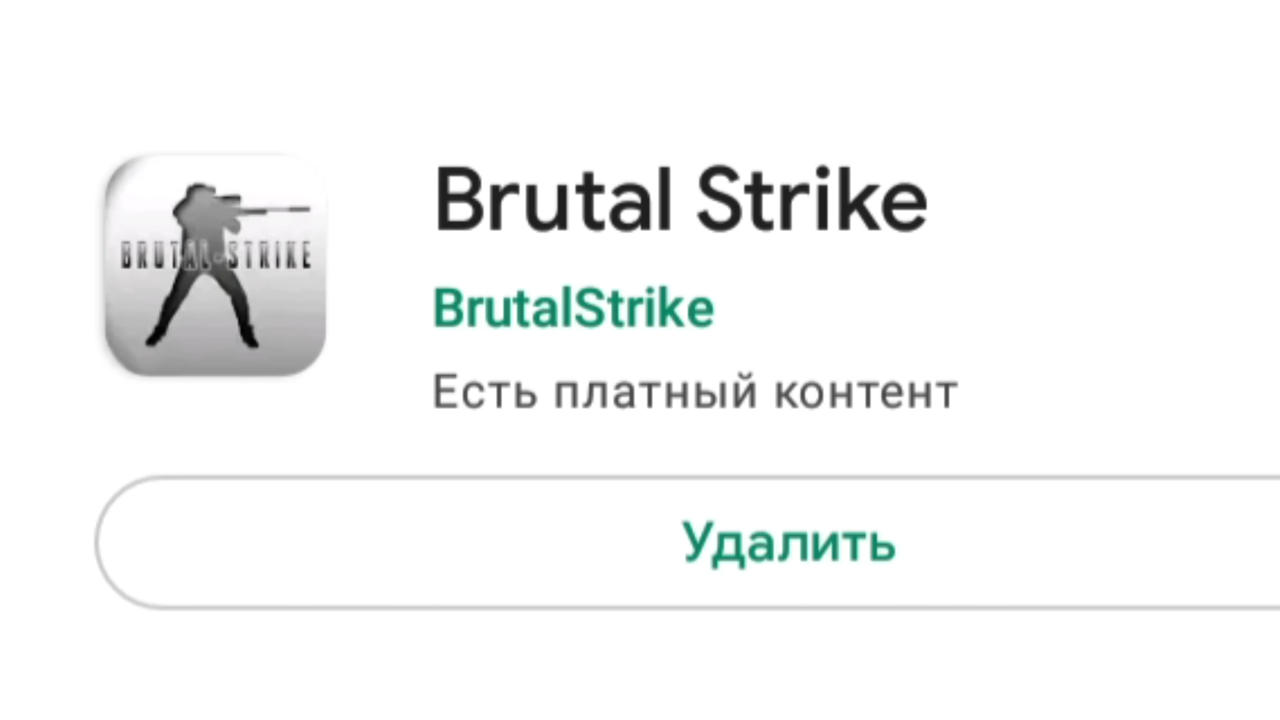 BRUTAL STRIKE
Brutal Strike
BrutalStrike
Есть платный контент
Удалить